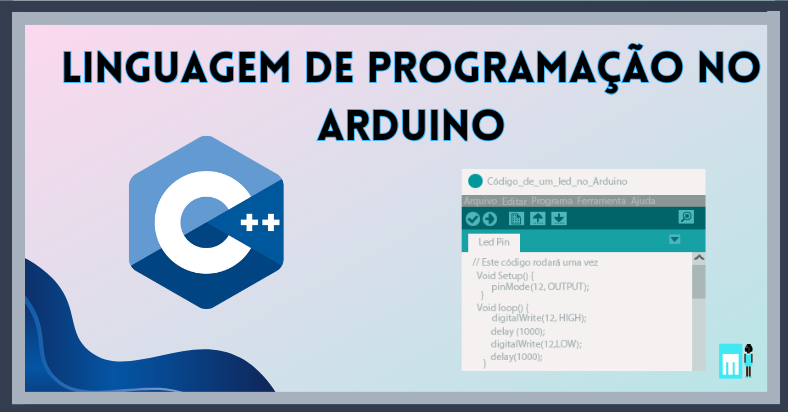 LINGUAGEM DE PROGRAMAÇÃO NO
ARDUINO
C++
Código_de_um_led_no_Arduino
Arquivo Editar Programa Ferramenta Ajuda
Led Pin
// Este código rodará uma vez
Void Setup() {
pinMode(12, OUTPUT);
}
Void loop() {
digitalWrite(12, HIGH);
delay (1000);
digitalWrite(12,LOW);
delay(1000);
}
m